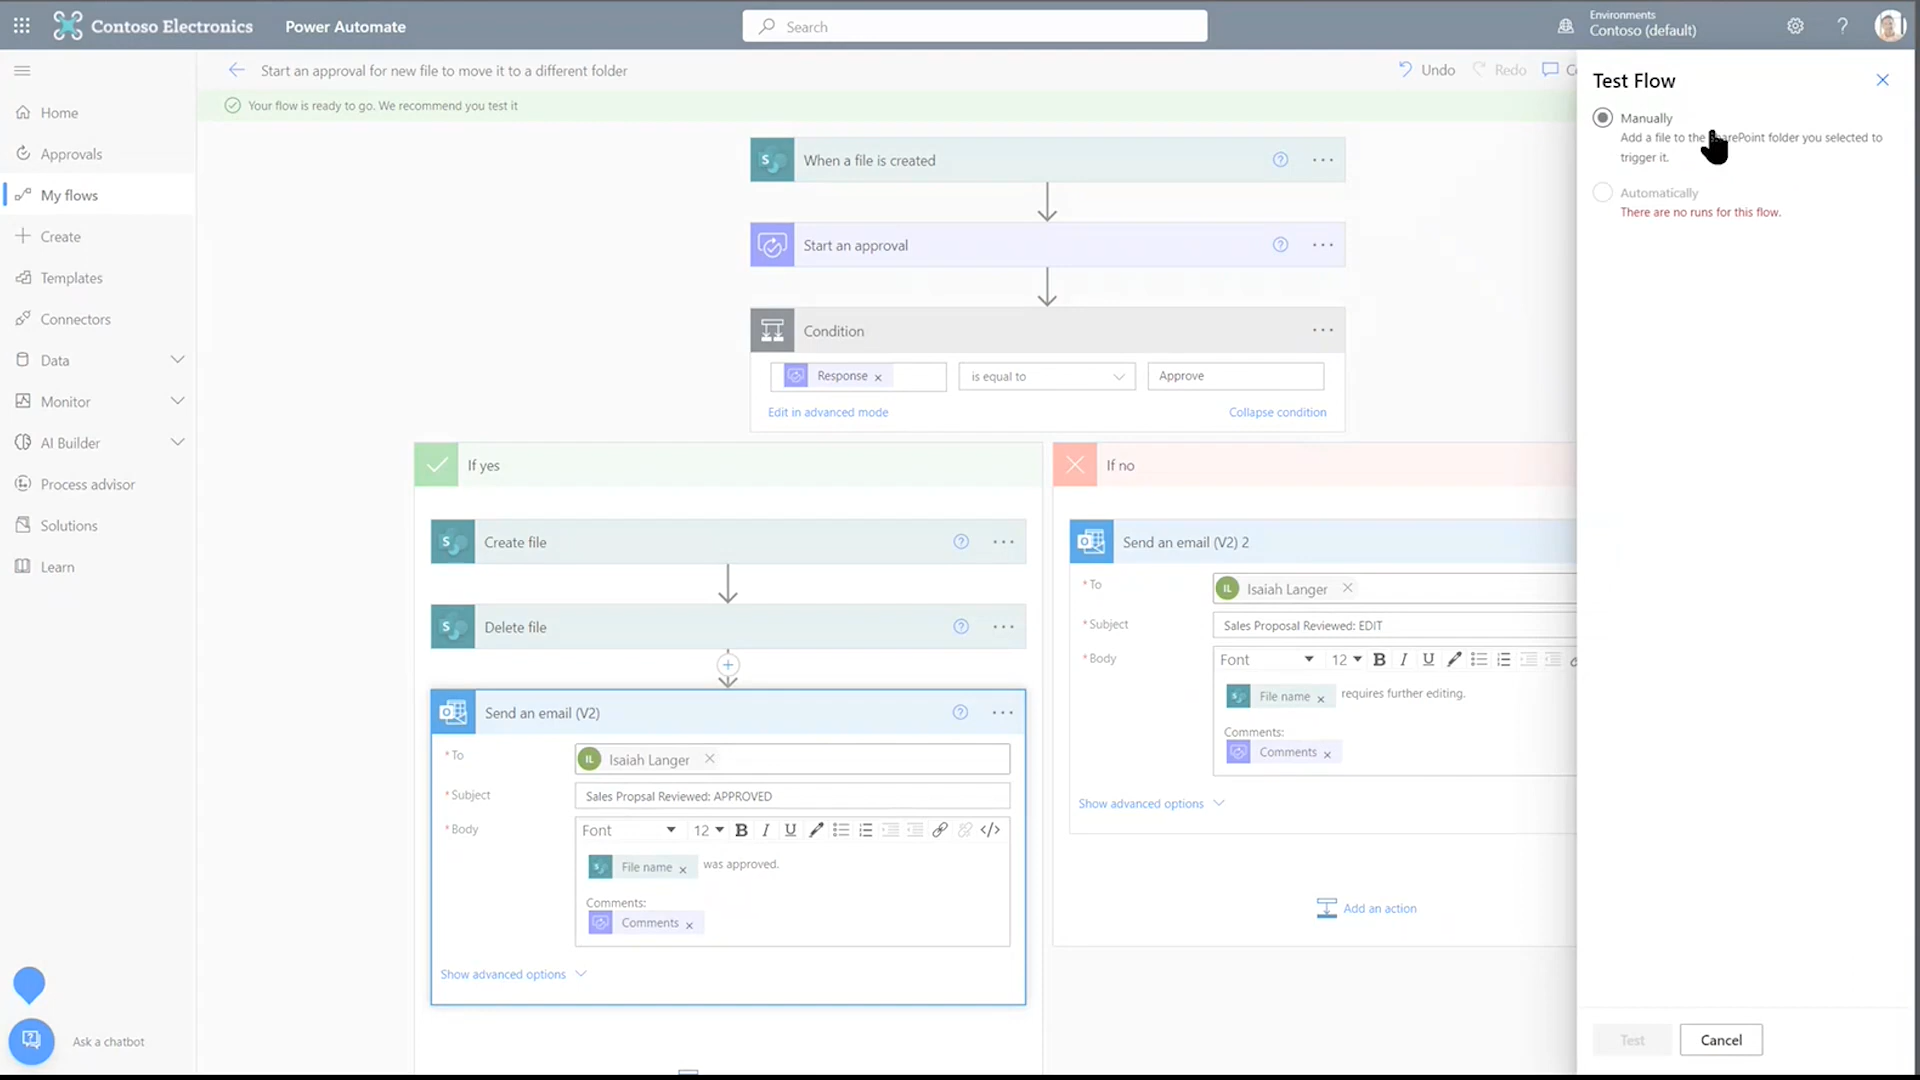 Contoso Electronics
Power Automate
Search
Environments
Contoso (default)
Start an approval for new file to move it to a different folder
Undo
Redo
Your flow is ready to go. We recommend you test it
Home
Approvals
My flows
Create
Templates
Connectors
Data
Monitor
AI Builder
Process advisor
Solutions
Learn
Ask a chatbot
When a file is created
Start an approval
Condition
Response
is equal to
Approve
Edit in advanced mode
Collapse condition
If yes
Create file
Delete file
Send an email (V2)
* To
IL Isaiah Langer
* Subject
Sales Propsal Reviewed: APPROVED
* Body
Font 12 B I U </>
File name was approved.
Comments:
Comments
Show advanced options
If no
Send an email (V2) 2
* To
IL Isaiah Langer
* Subject
Sales Proposal Reviewed: EDIT
* Body
Font 12 B I U
File name requires further editing.
Comments:
Comments
Show advanced options
Add an action
Test Flow
Manually
Add a file to the SharePoint folder you selected to
trigger it.
Automatically
There are no runs for this flow.
Test
Cancel